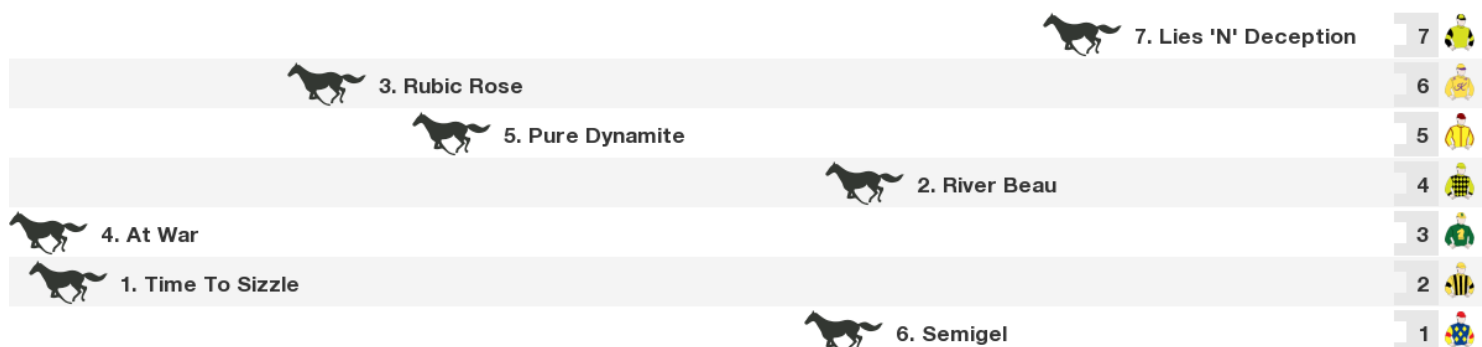 7. Lies 'N' Deception 7
3. Rubic Rose 6
5. Pure Dynamite 5
2. River Beau 4
4. At War 3
1. Time To Sizzle 2
6. Semigel 1